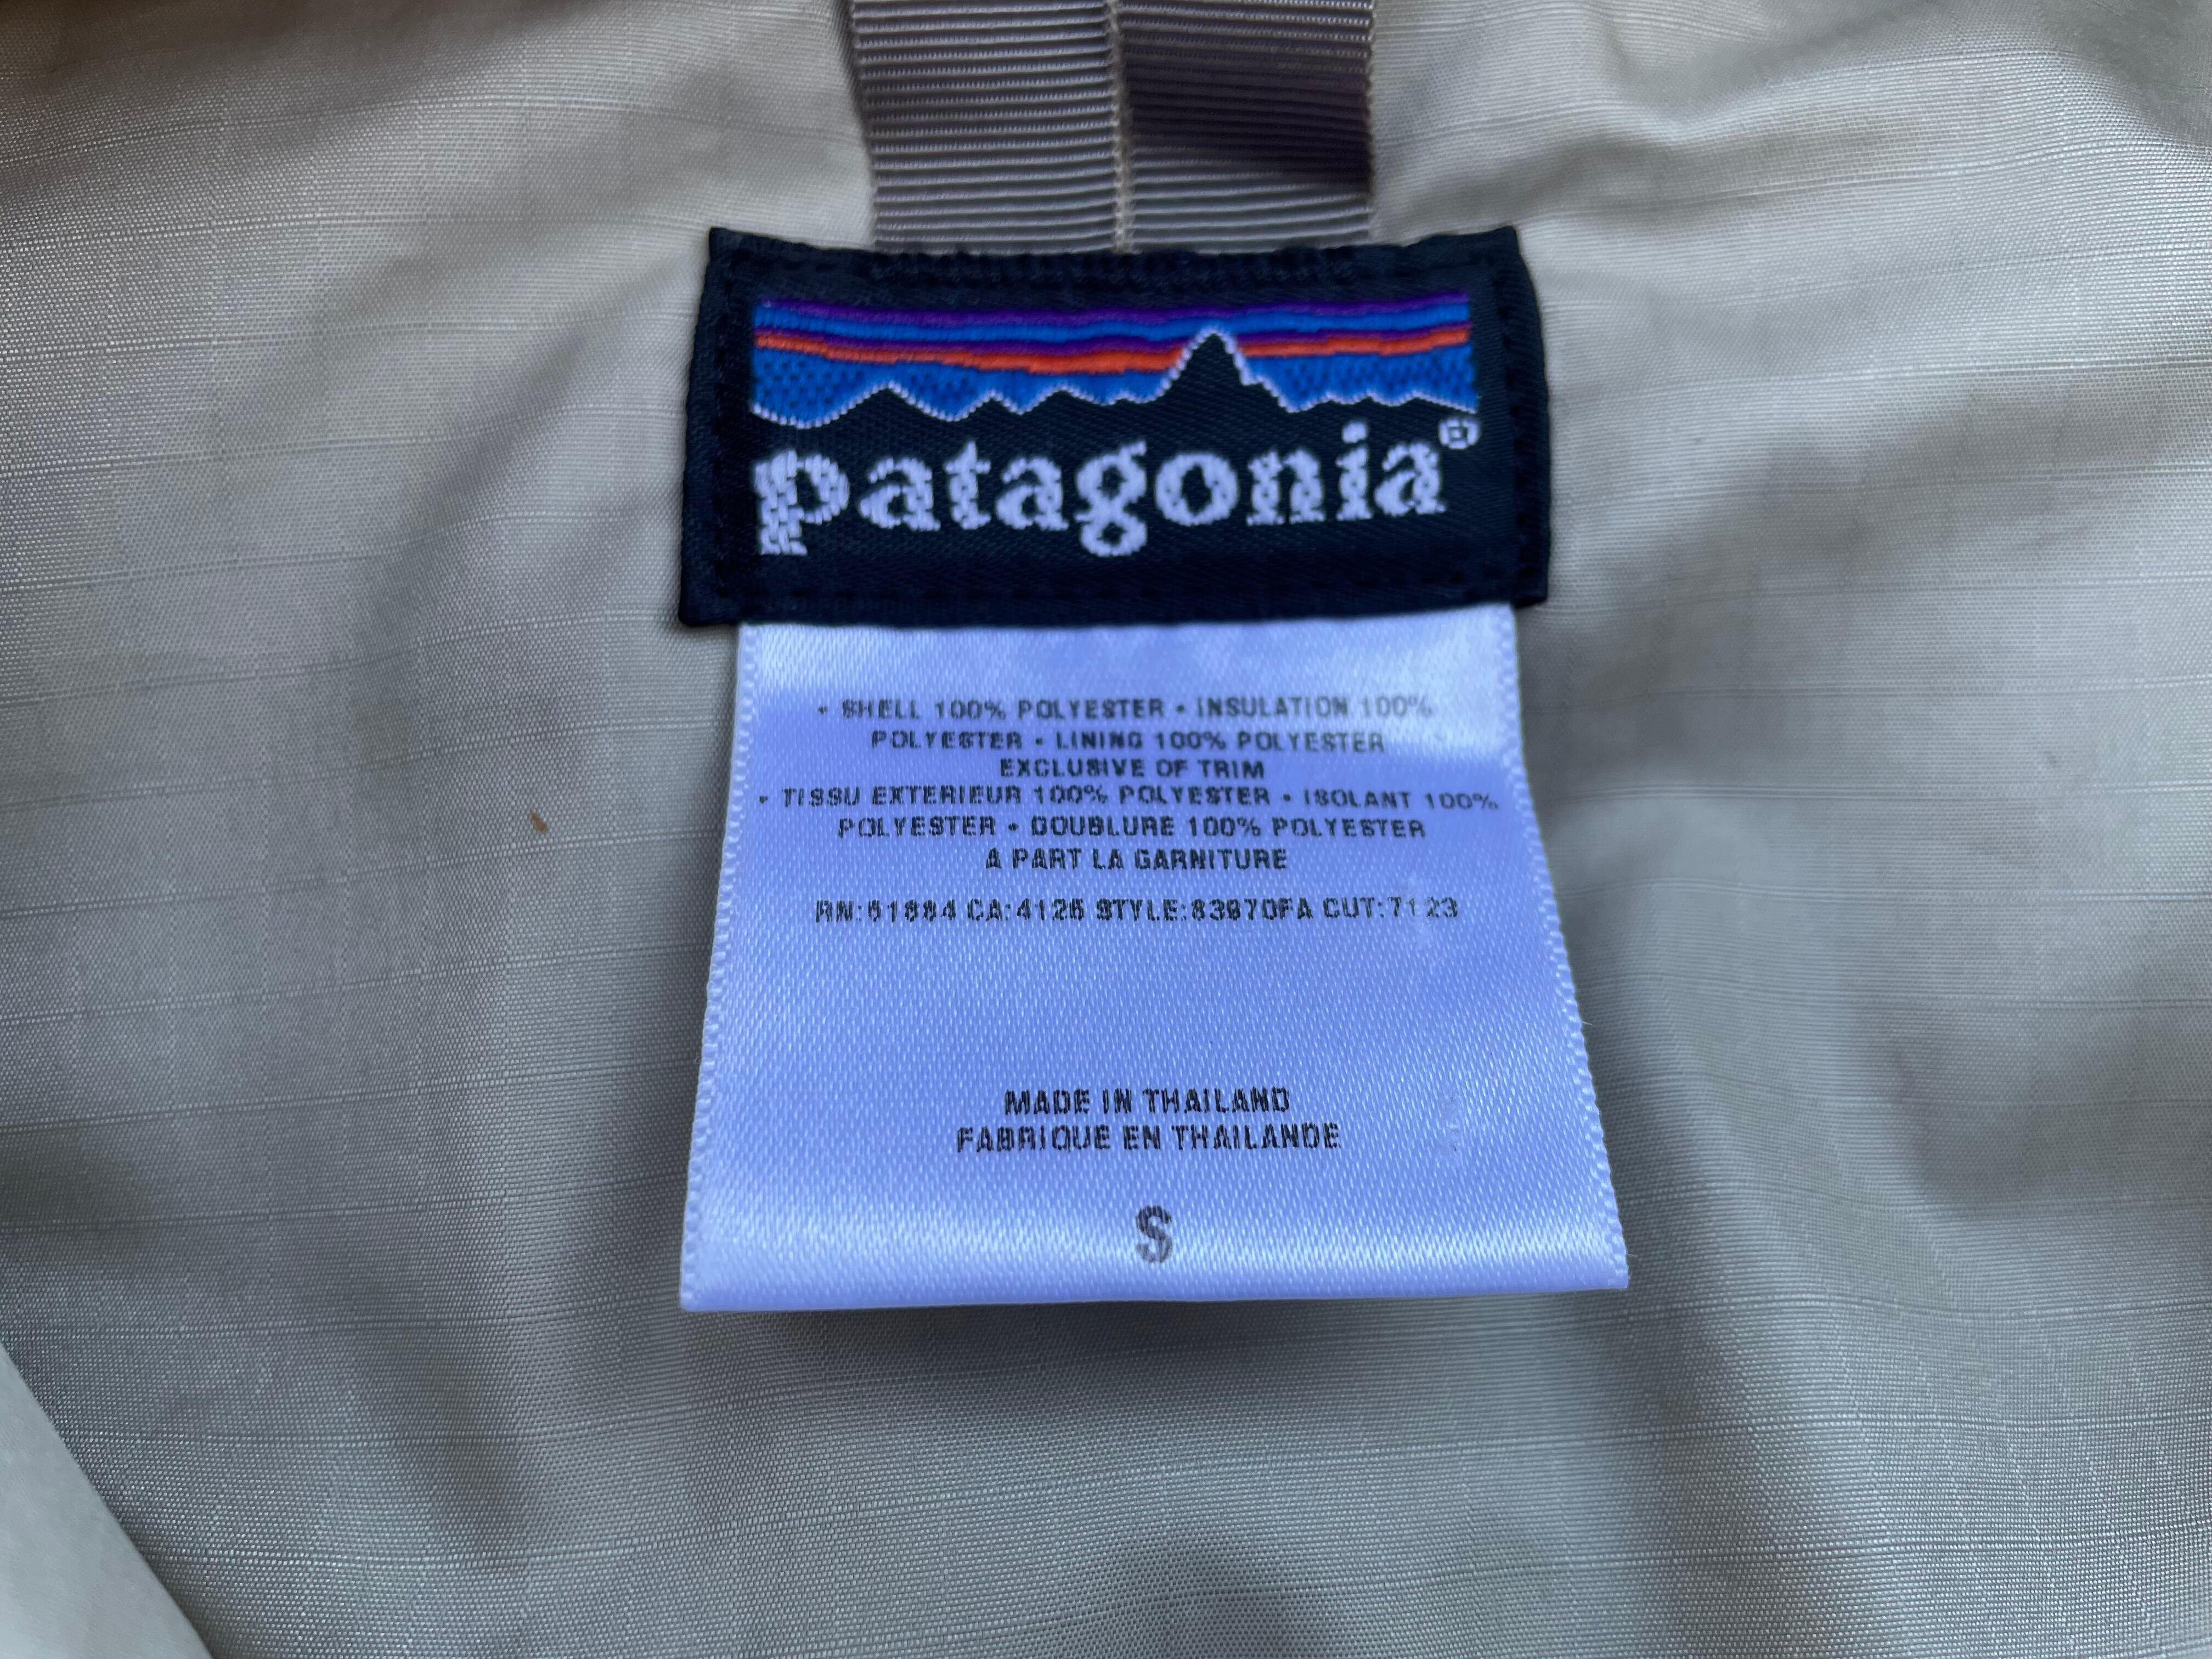 patagonia®
• SHELL 100% POLYESTER • INSULATION 100%
POLYESTER • LINING 100% POLYESTER
EXCLUSIVE OF TRIM
• TISSU EXTERIEUR 100% POLYESTER • ISOLANT 100%
POLYESTER • DOUBLURE 100% POLYESTER
A PART LA GARNITURE
RN:51884 CA:4125 STYLE:83970FA CUT:7123
MADE IN THAILAND
FABRIQUE EN THAILANDE
S